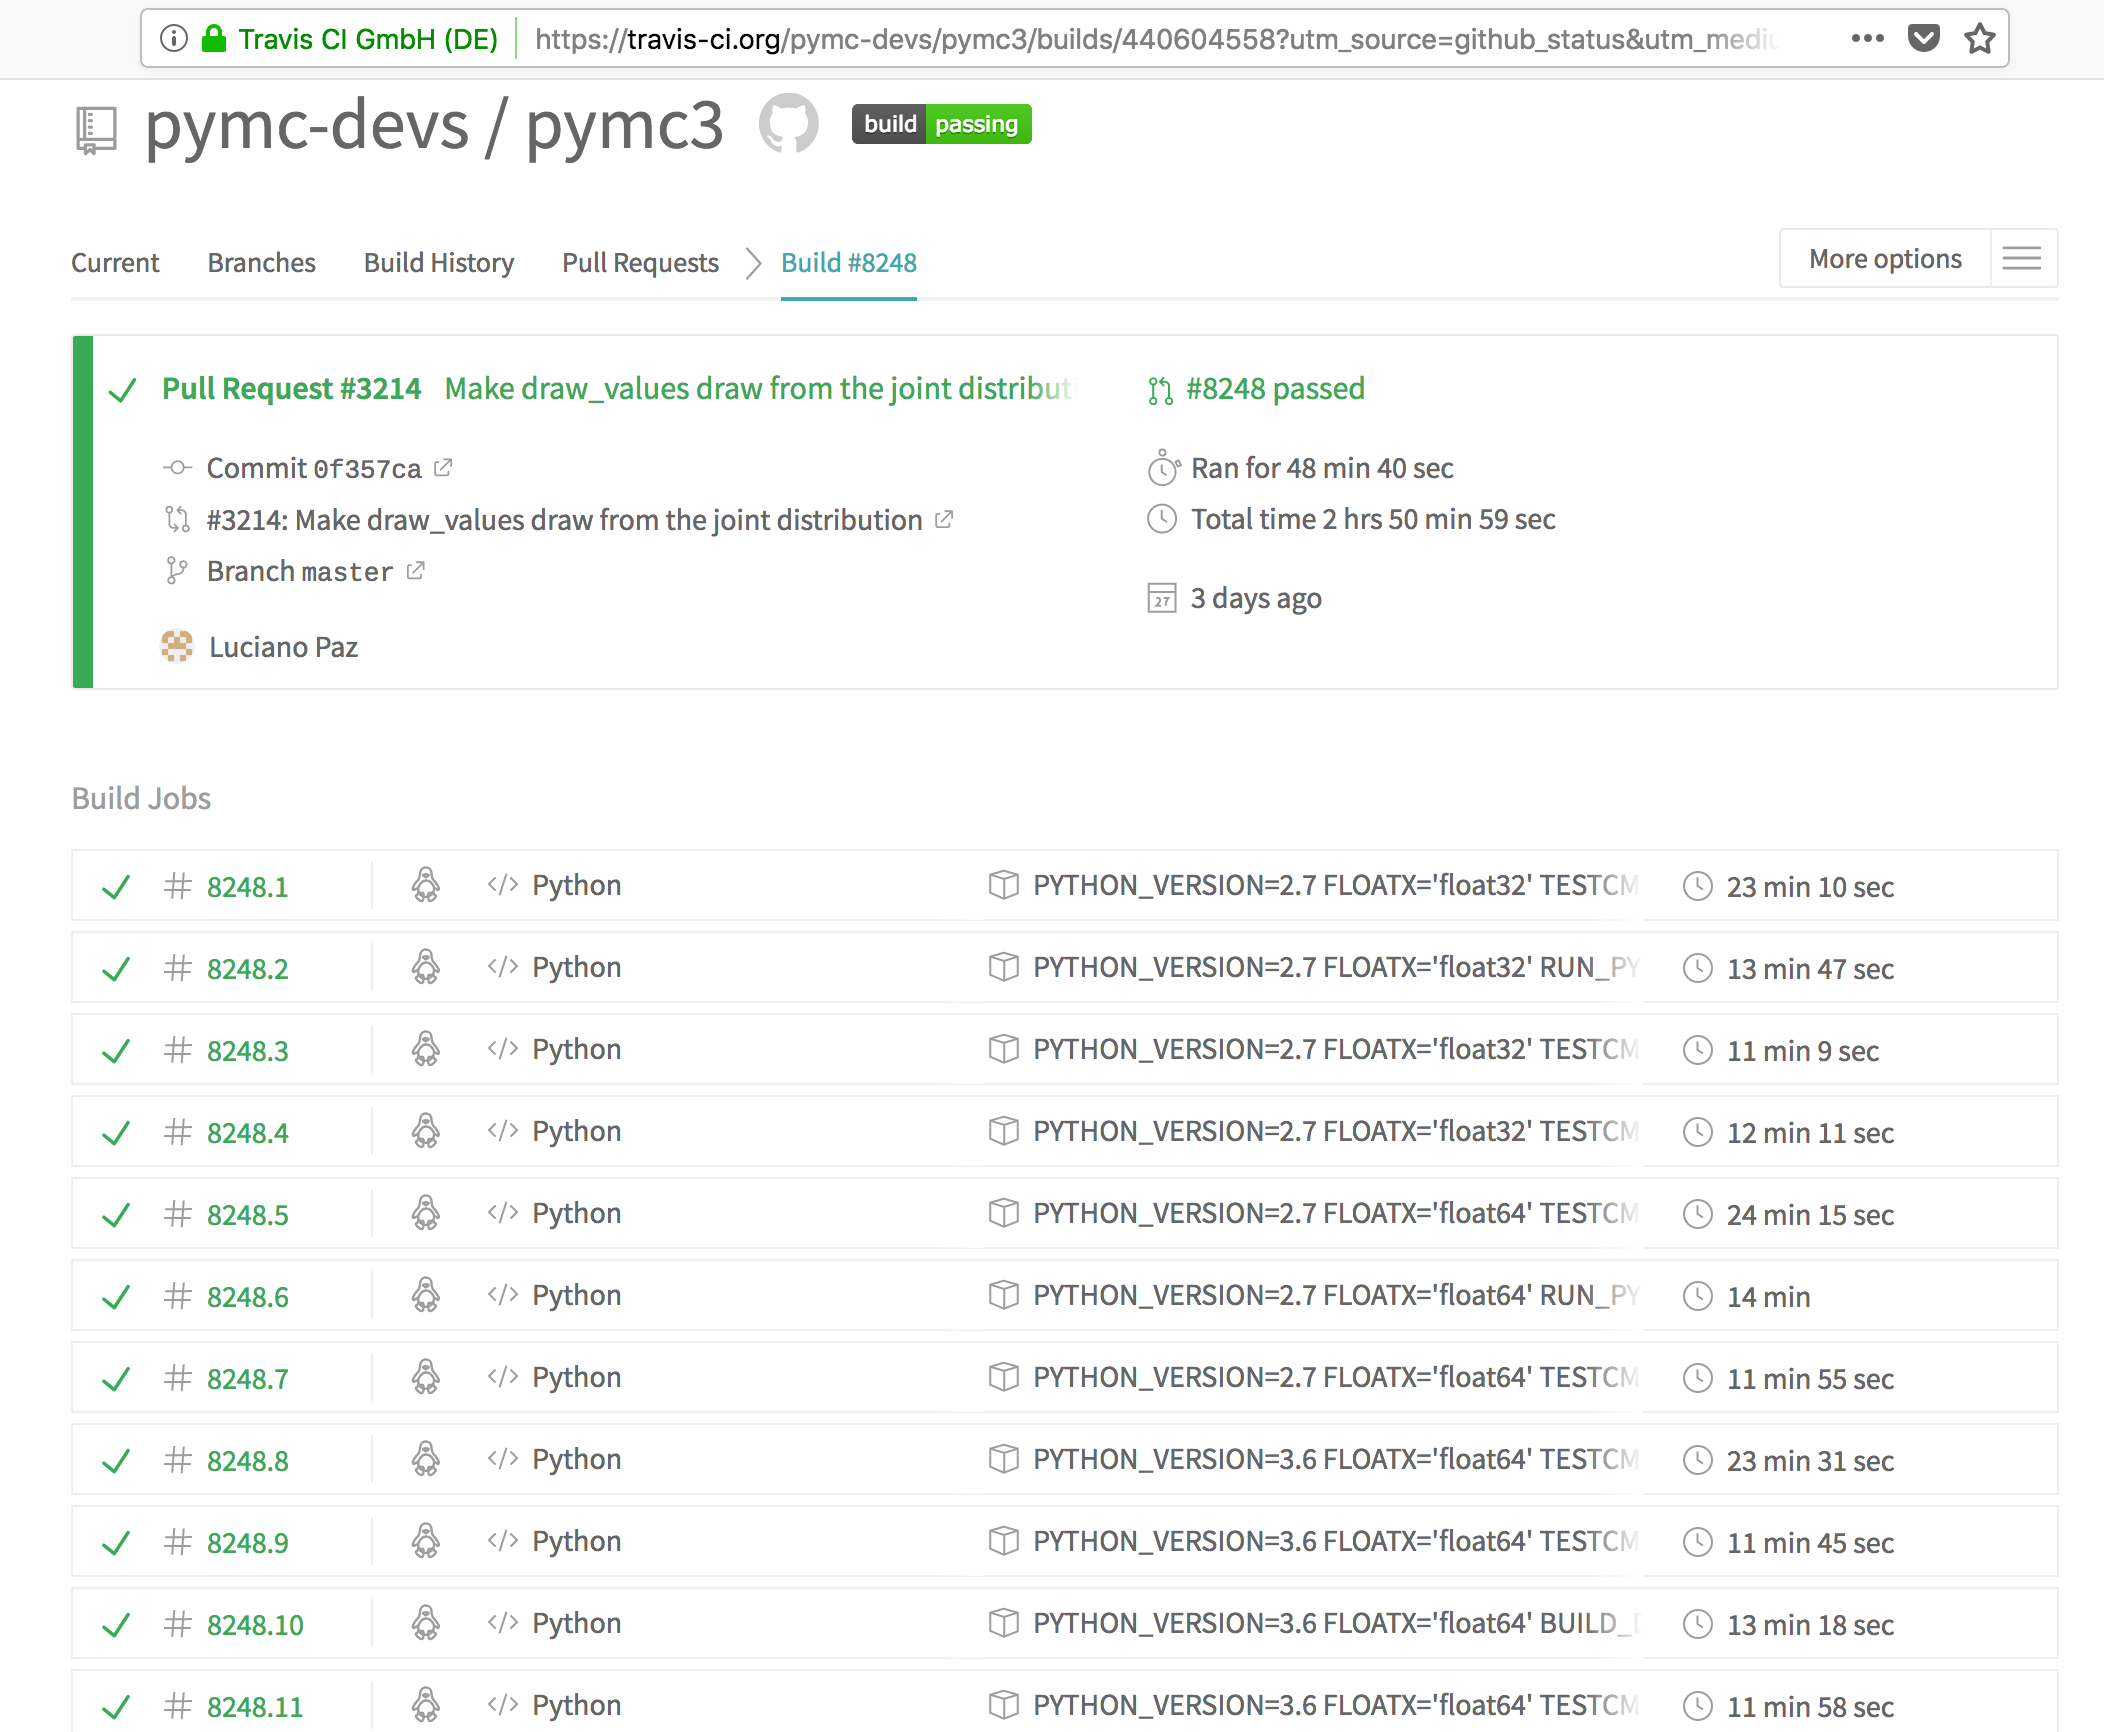 Travis CI GmbH (DE) https://travis-ci.org/pymc-devs/pymc3/builds/440604558?utm_source=github_status&utm_mediu
pymc-devs / pymc3 build passing
Current Branches Build History Pull Requests Build #8248 More options
Pull Request #3214 Make draw_values draw from the joint distributi #8248 passed
Commit 0f357ca Ran for 48 min 40 sec
#3214: Make draw_values draw from the joint distribution Total time 2 hrs 50 min 59 sec
Branch master
27 3 days ago
Luciano Paz
Build Jobs
# 8248.1 </> Python PYTHON_VERSION=2.7 FLOATX='float32' TESTCM 23 min 10 sec
# 8248.2 </> Python PYTHON_VERSION=2.7 FLOATX='float32' RUN_PY 13 min 47 sec
# 8248.3 </> Python PYTHON_VERSION=2.7 FLOATX='float32' TESTCM 11 min 9 sec
# 8248.4 </> Python PYTHON_VERSION=2.7 FLOATX='float32' TESTCM 12 min 11 sec
# 8248.5 </> Python PYTHON_VERSION=2.7 FLOATX='float64' TESTCM 24 min 15 sec
# 8248.6 </> Python PYTHON_VERSION=2.7 FLOATX='float64' RUN_PY 14 min
# 8248.7 </> Python PYTHON_VERSION=2.7 FLOATX='float64' TESTCM 11 min 55 sec
# 8248.8 </> Python PYTHON_VERSION=3.6 FLOATX='float64' TESTCM 23 min 31 sec
# 8248.9 </> Python PYTHON_VERSION=3.6 FLOATX='float64' TESTCM 11 min 45 sec
# 8248.10 </> Python PYTHON_VERSION=3.6 FLOATX='float64' BUILD_D 13 min 18 sec
# 8248.11 </> Python PYTHON_VERSION=3.6 FLOATX='float64' TESTCM 11 min 58 sec